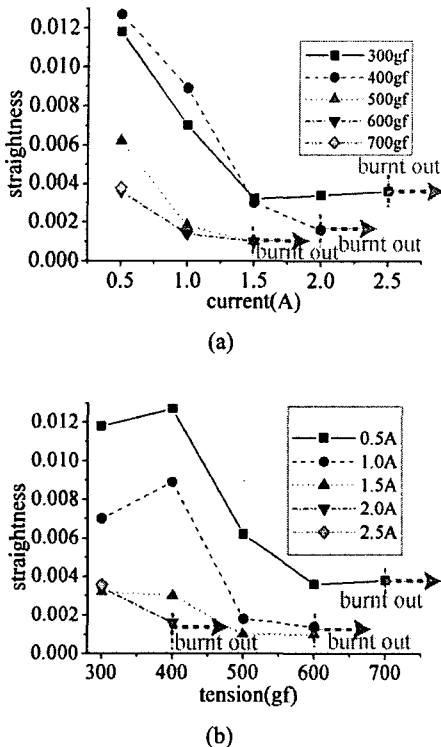 0.012
0.010
0.008
0.006
0.004
0.002
0.000
straightness
300gf
400gf
500gf
600gf
700gf
burnt out
burnt out
burnt out
0.5 1.0 1.5 2.0 2.5
current(A)
(a)
0.012
0.010
0.008
0.006
0.004
0.002
0.000
straightness
0.5A
1.0A
1.5A
2.0A
2.5A
burnt out
burnt out
burnt out
300 400 500 600 700
tension(gf)
(b)